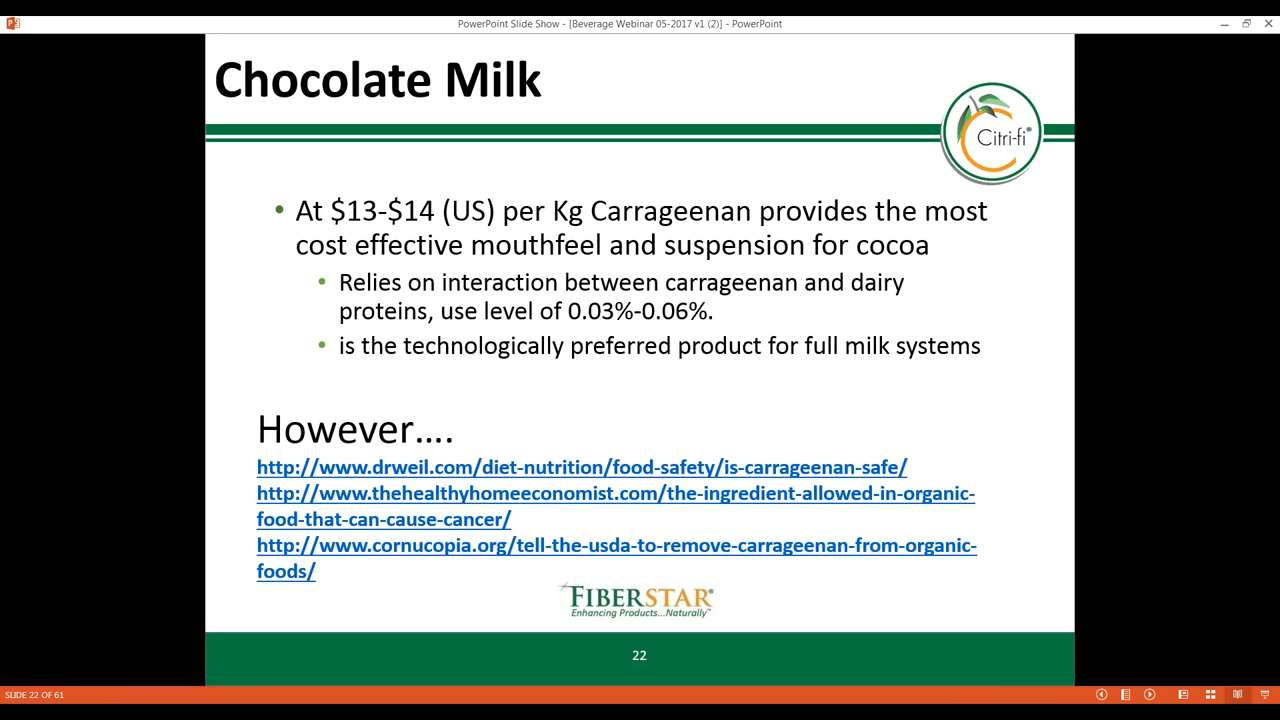 PowerPoint Slide Show - [Beverage Webinar 05-2017 v1 (2)] - PowerPoint
Chocolate Milk
Citri-fi®
• At $13-$14 (US) per Kg Carrageenan provides the most
cost effective mouthfeel and suspension for cocoa
• Relies on interaction between carrageenan and dairy
proteins, use level of 0.03%-0.06%.
• is the technologically preferred product for full milk systems
However....
http://www.drweil.com/diet-nutrition/food-safety/is-carrageenan-safe/
http://www.thehealthyhomeeconomist.com/the-ingredient-allowed-in-organic-
food-that-can-cause-cancer/
http://www.cornucopia.org/tell-the-usda-to-remove-carrageenan-from-organic-
foods/
FIBERSTAR®
Enhancing Products...Naturally™
22
SLIDE 22 OF 61